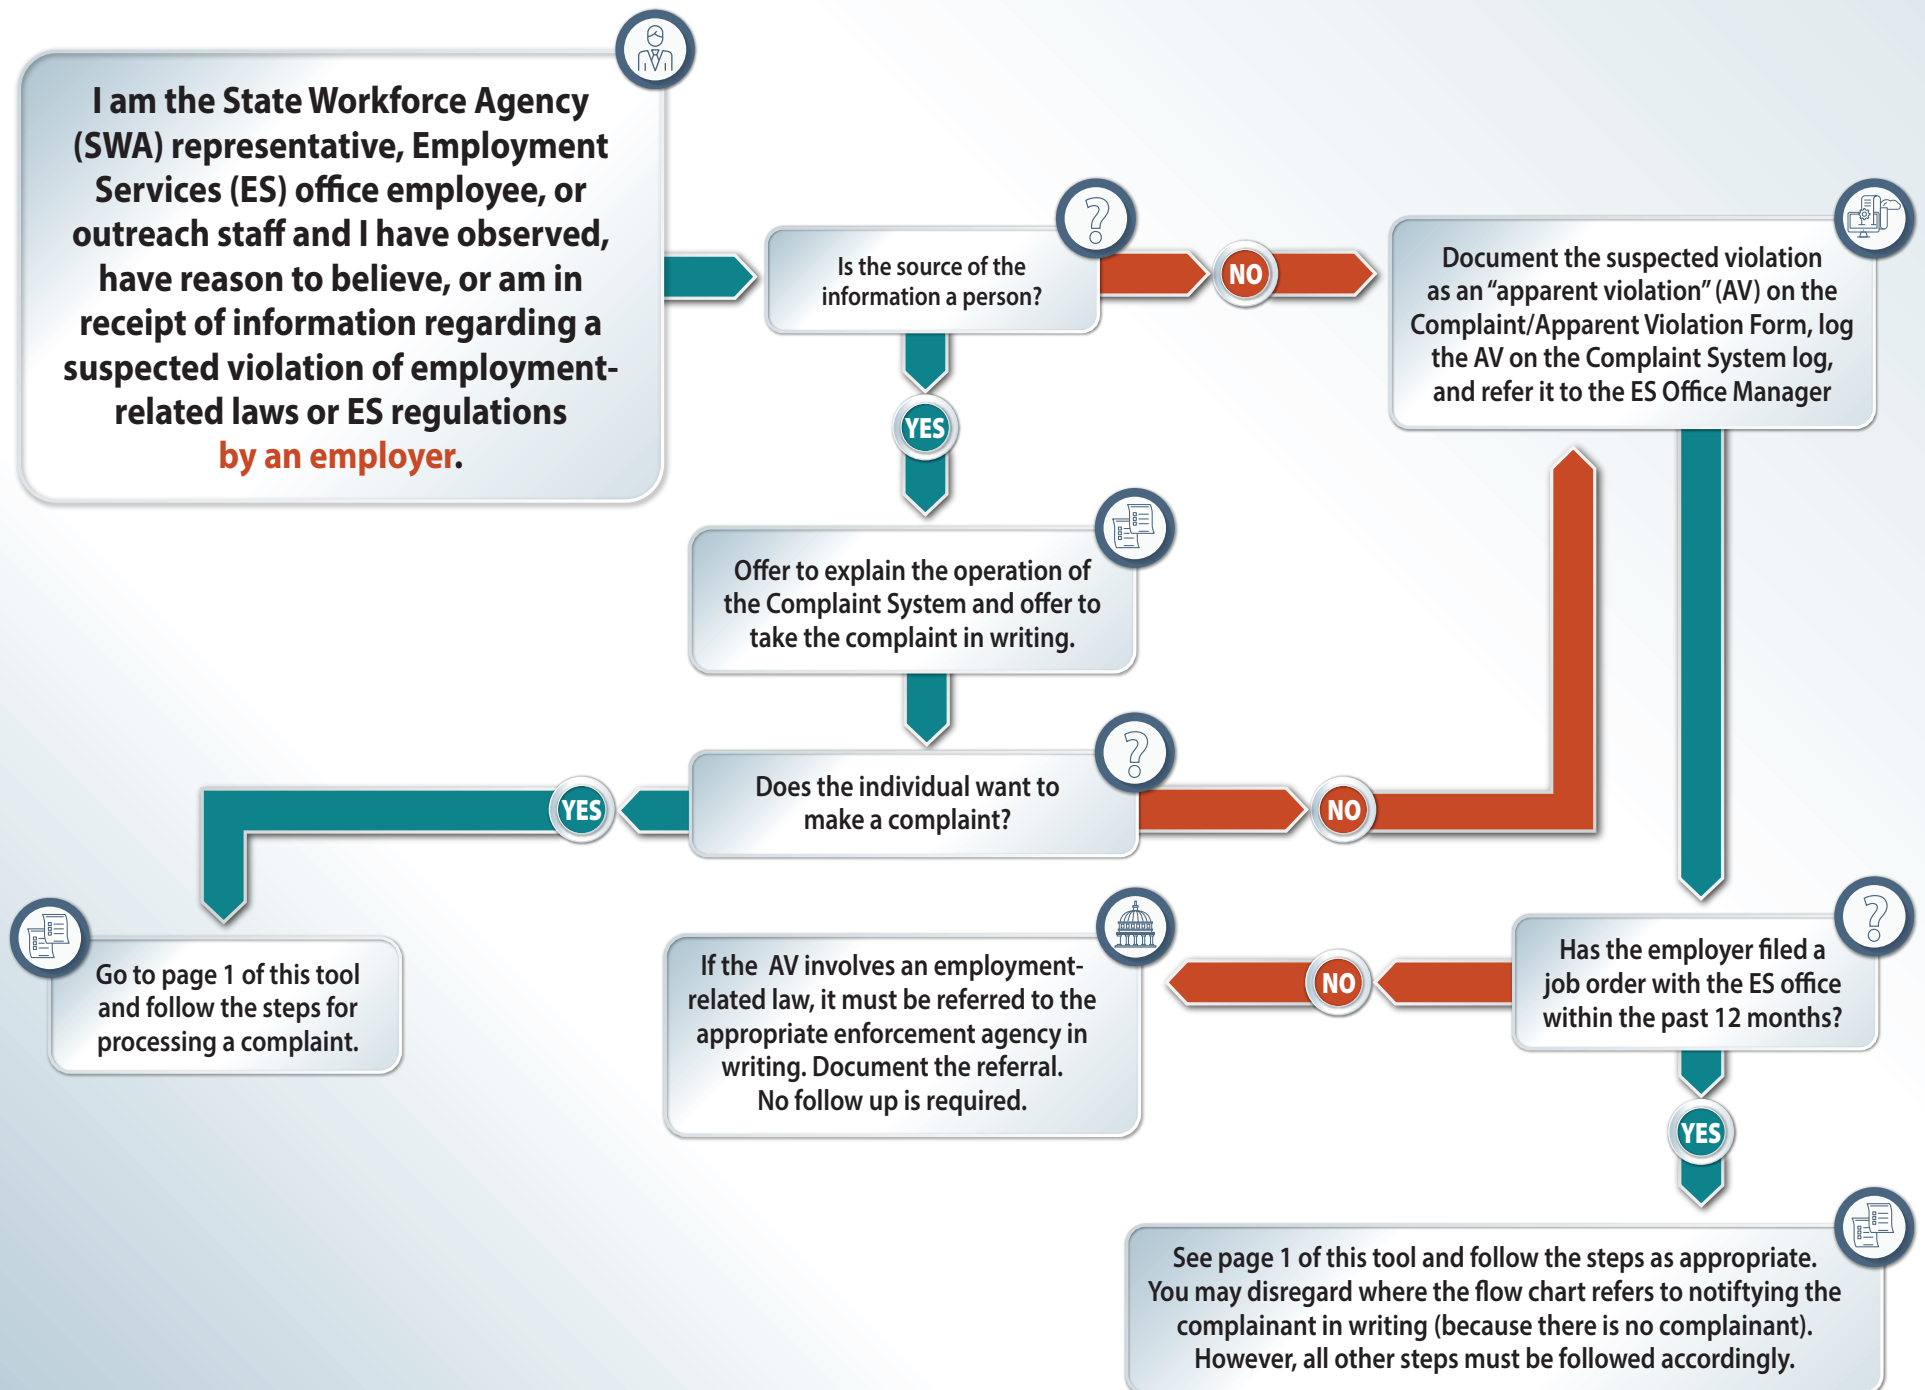 I am the State Workforce Agency
(SWA) representative, Employment
Services (ES) office employee, or
outreach staff and I have observed,
have reason to believe, or am in
receipt of information regarding a
suspected violation of employment-
related laws or ES regulations
by an employer.
Is the source of the
information a person?
NO
Document the suspected violation
as an “apparent violation” (AV) on the
Complaint/Apparent Violation Form, log
the AV on the Complaint System log,
and refer it to the ES Office Manager
YES
Offer to explain the operation of
the Complaint System and offer to
take the complaint in writing.
Does the individual want to
make a complaint?
YES
NO
Go to page 1 of this tool
and follow the steps for
processing a complaint.
If the AV involves an employment-
related law, it must be referred to the
appropriate enforcement agency in
writing. Document the referral.
No follow up is required.
NO
Has the employer filed a
job order with the ES office
within the past 12 months?
YES
See page 1 of this tool and follow the steps as appropriate.
You may disregard where the flow chart refers to notiftying the
complainant in writing (because there is no complainant).
However, all other steps must be followed accordingly.